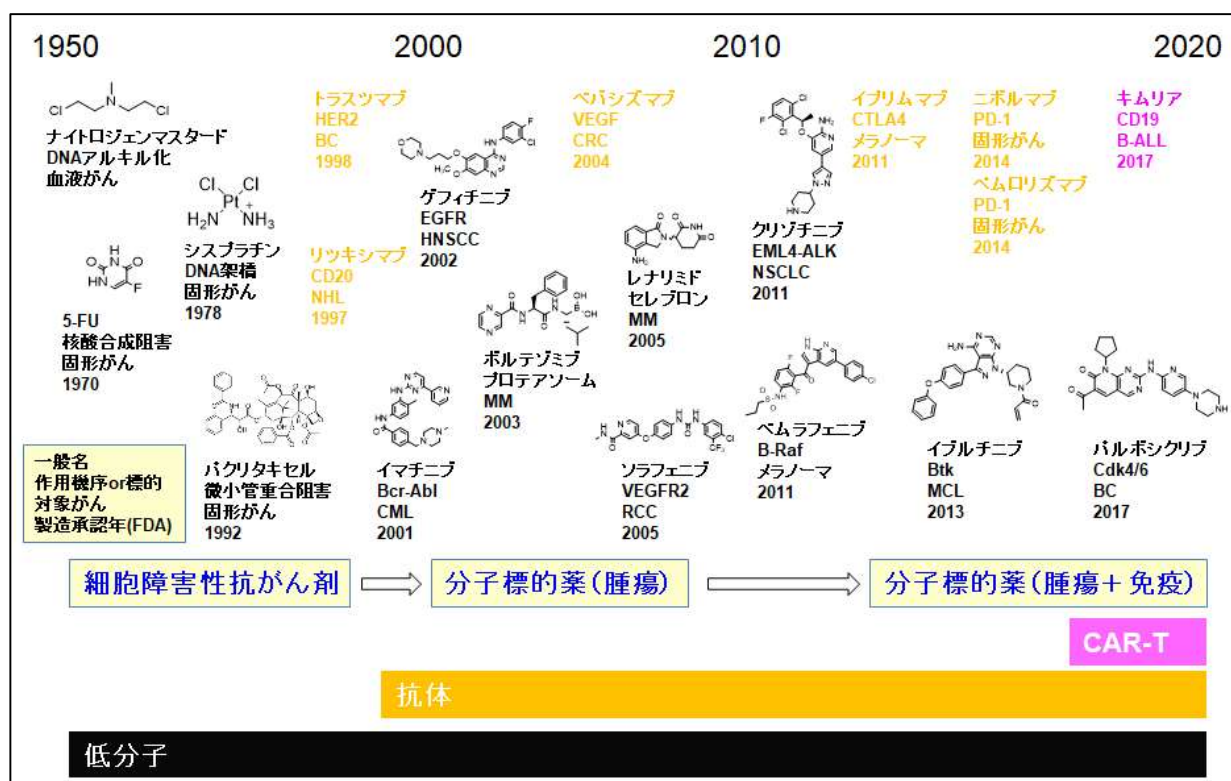 1950
2000
2010
2020
ナイトロジェンマスタード
DNAアルキル化
血液がん
5-FU
核酸合成阻害
固形がん
1970
シスプラチン
DNA架橋
固形がん
1978
パクリタキセル
微小管重合阻害
固形がん
1992
トラスツマブ
HER2
BC
1998
リツキシマブ
CD20
NHL
1997
イマチニブ
Bcr-Abl
CML
2001
ゲフィチニブ
EGFR
HNSCC
2002
ボルテゾミブ
プロテアソーム
MM
2003
ベバシズマブ
VEGF
CRC
2004
レナリミド
セレブロン
MM
2005
ソラフェニブ
VEGFR2
RCC
2005
クリゾチニブ
EML4-ALK
NSCLC
2011
ベムラフェニブ
B-Raf
メラノーマ
2011
イプリムマブ
CTLA4
メラノーマ
2011
ニボルマブ
PD-1
固形がん
2014
ペムロリズマブ
PD-1
固形がん
2014
イブルチニブ
Btk
MCL
2013
キムリア
CD19
B-ALL
2017
パルボシクリブ
Cdk4/6
BC
2017
一般名
作用機序or標的
対象がん
製造承認年(FDA)
細胞障害性抗がん剤
分子標的薬(腫瘍)
分子標的薬(腫瘍+免疫)
CAR-T
抗体
低分子